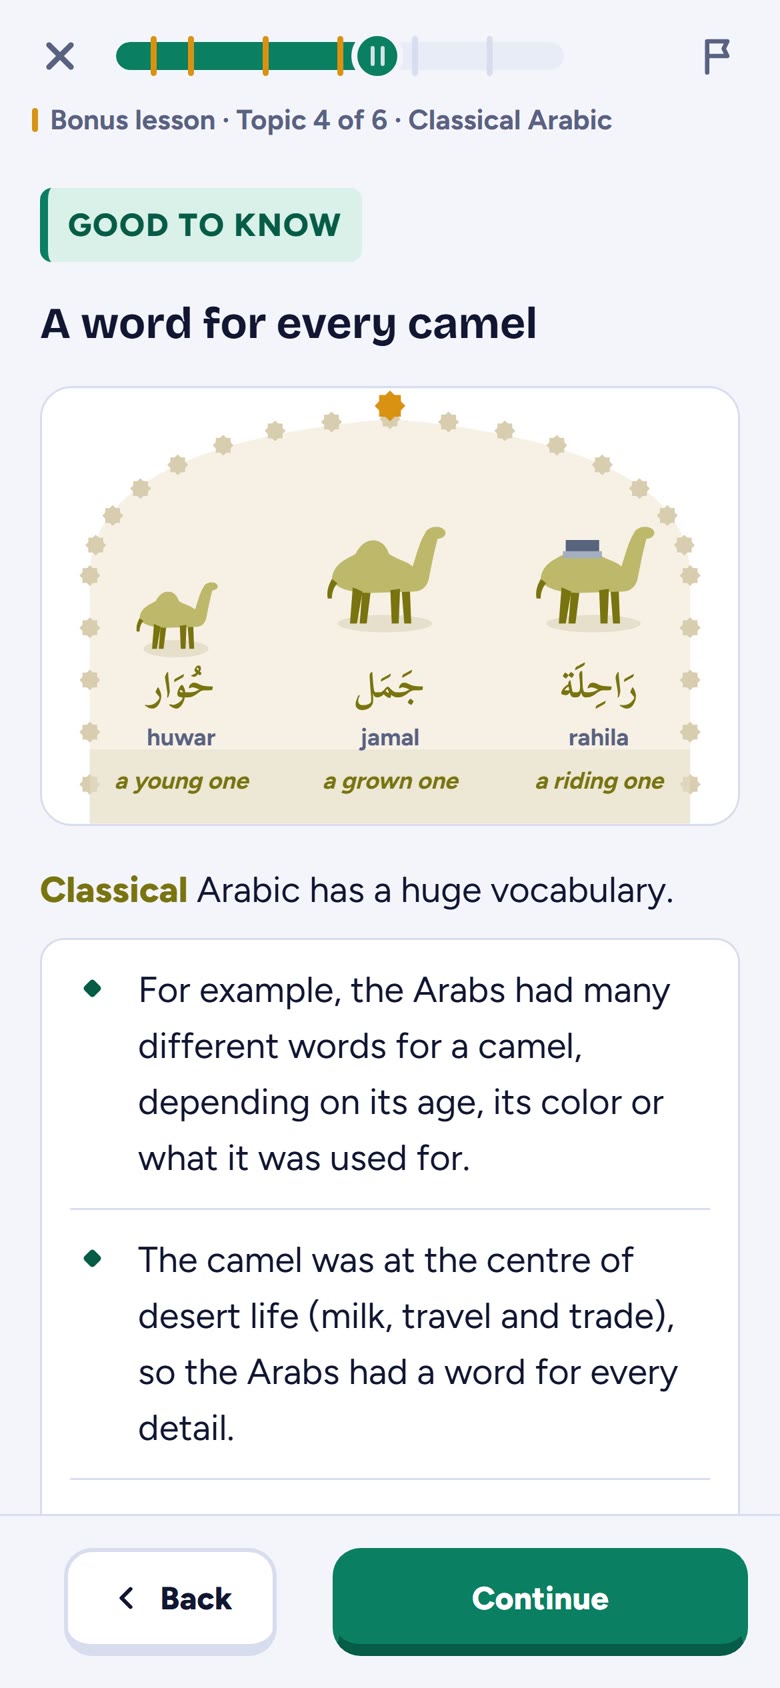 Bonus lesson · Topic 4 of 6 · Classical Arabic
GOOD TO KNOW
A word for every camel
حُوَار
huwar
a young one
جَمَل
jamal
a grown one
رَاحِلَة
rahila
a riding one
Classical Arabic has a huge vocabulary.
For example, the Arabs had many
different words for a camel,
depending on its age, its color or
what it was used for.
The camel was at the centre of
desert life (milk, travel and trade),
so the Arabs had a word for every
detail.
Back
Continue